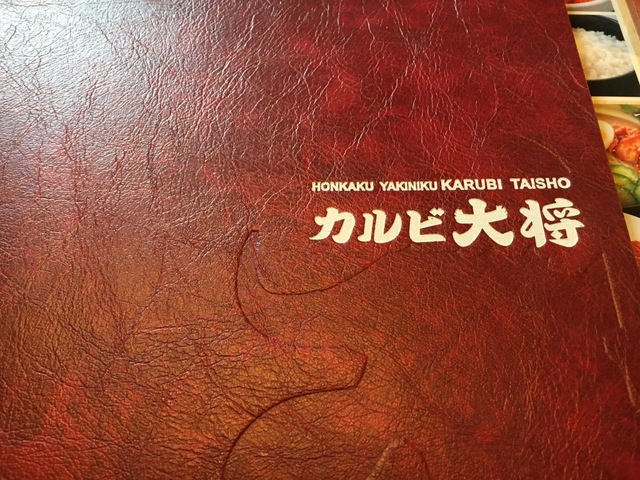 HONKAKU YAKINIKU KARUBI TAISHO
カルビ大将